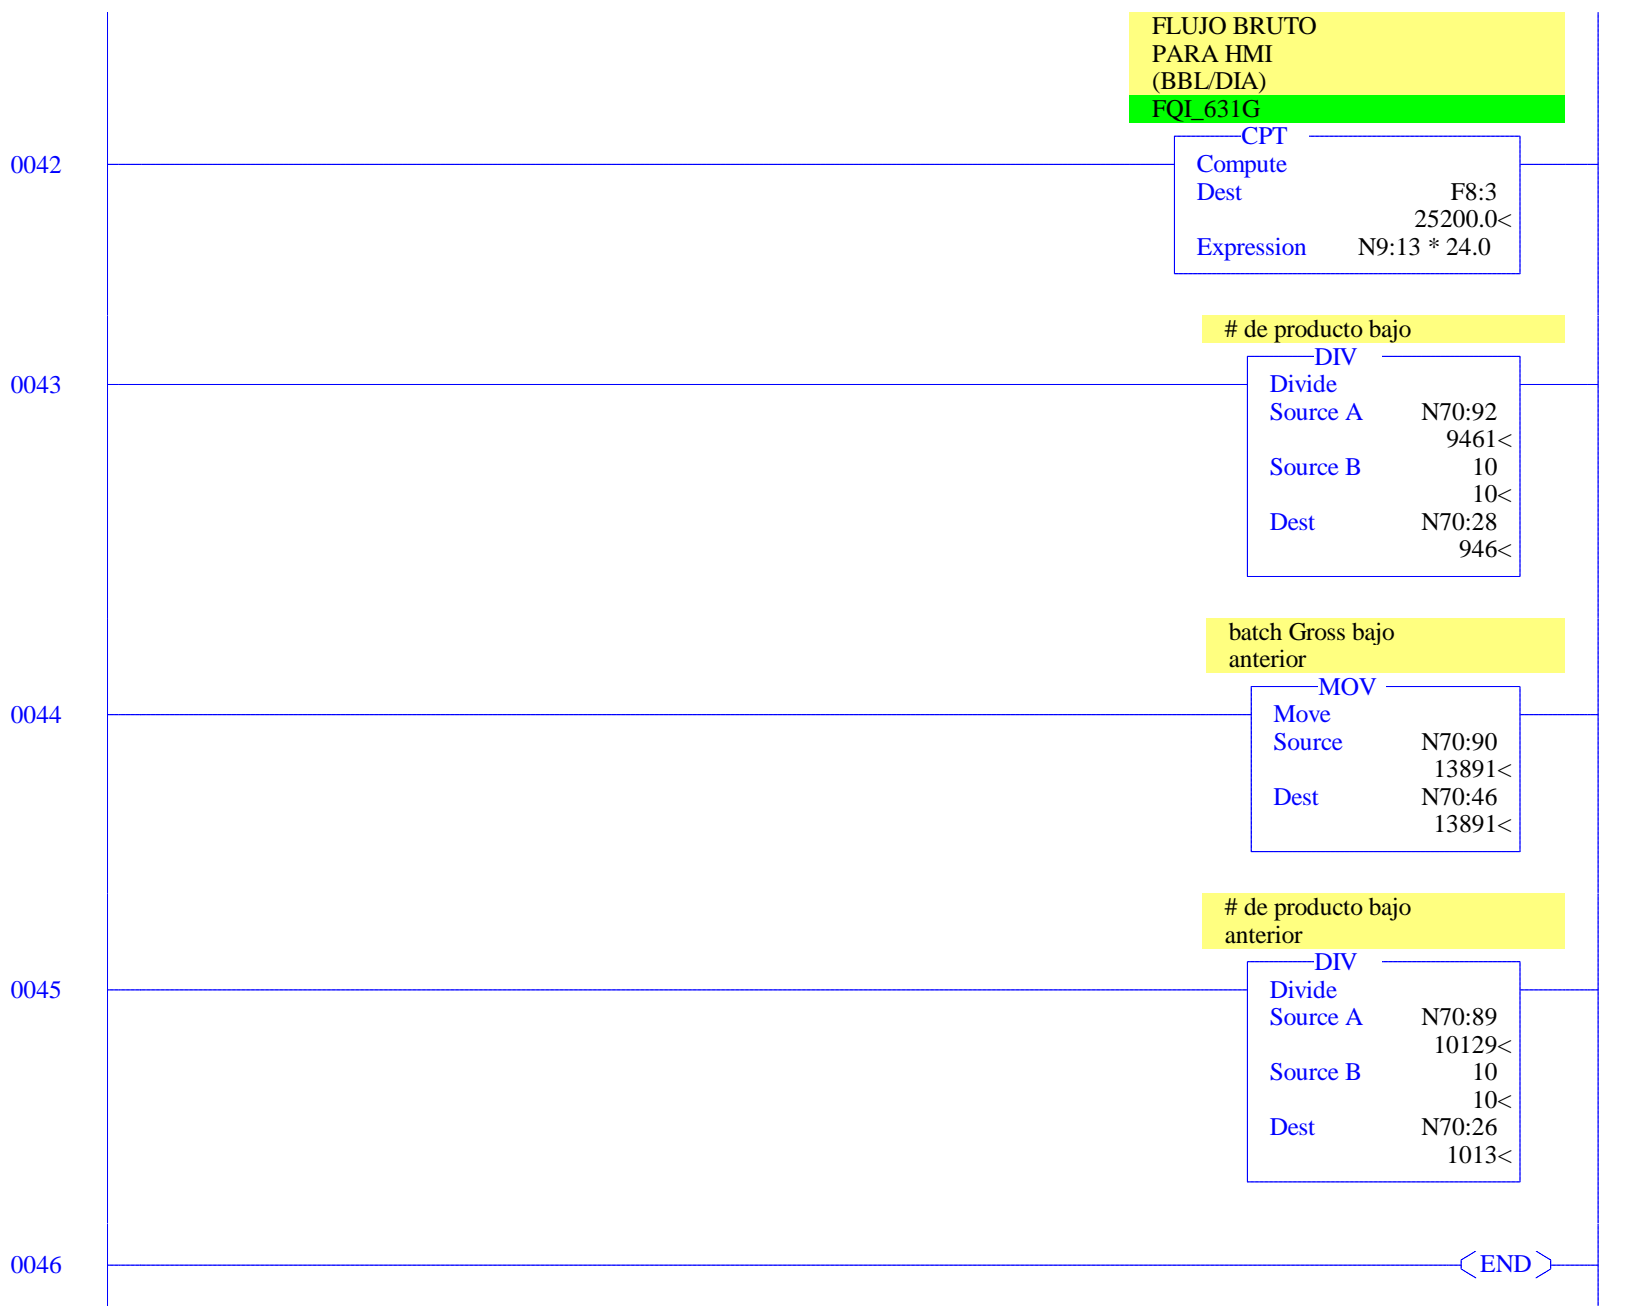 FLUJO BRUTO
PARA HMI
(BBL/DIA)
FQI_631G
CPT
0042
Compute
Dest F8:3
25200.0<
Expression N9:13 * 24.0
# de producto bajo
DIV
0043
Divide
Source A N70:92
9461<
Source B 10
10<
Dest N70:28
946<
batch Gross bajo
anterior
MOV
0044
Move
Source N70:90
13891<
Dest N70:46
13891<
# de producto bajo
anterior
DIV
0045
Divide
Source A N70:89
10129<
Source B 10
10<
Dest N70:26
1013<
0046
END